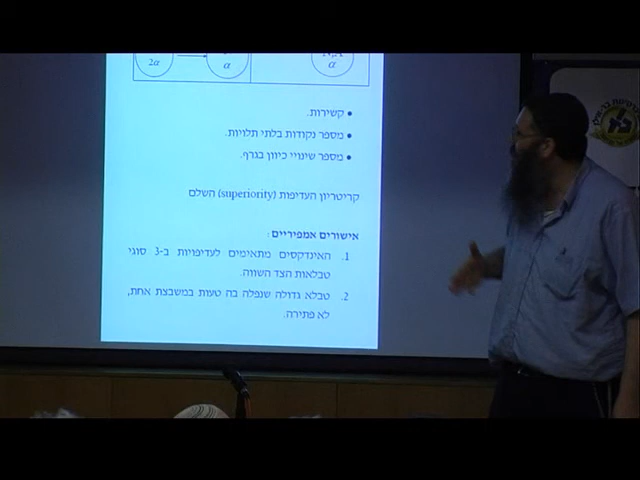 2α
α
α
• קשירות.
• מספר נקודות בלתי תלויות.
• מספר שינויי כיוון בגרף.
קריטריון העדיפות (superiority) השלם
אישורים אמפיריים:
1. האינדקסים מתאימים לעדיפויות ב-3 סוגי
טבלאות הצד השווה.
2. טבלא גדולה שנפלה בה טעות במשבצת אחת,
לא פתירה.